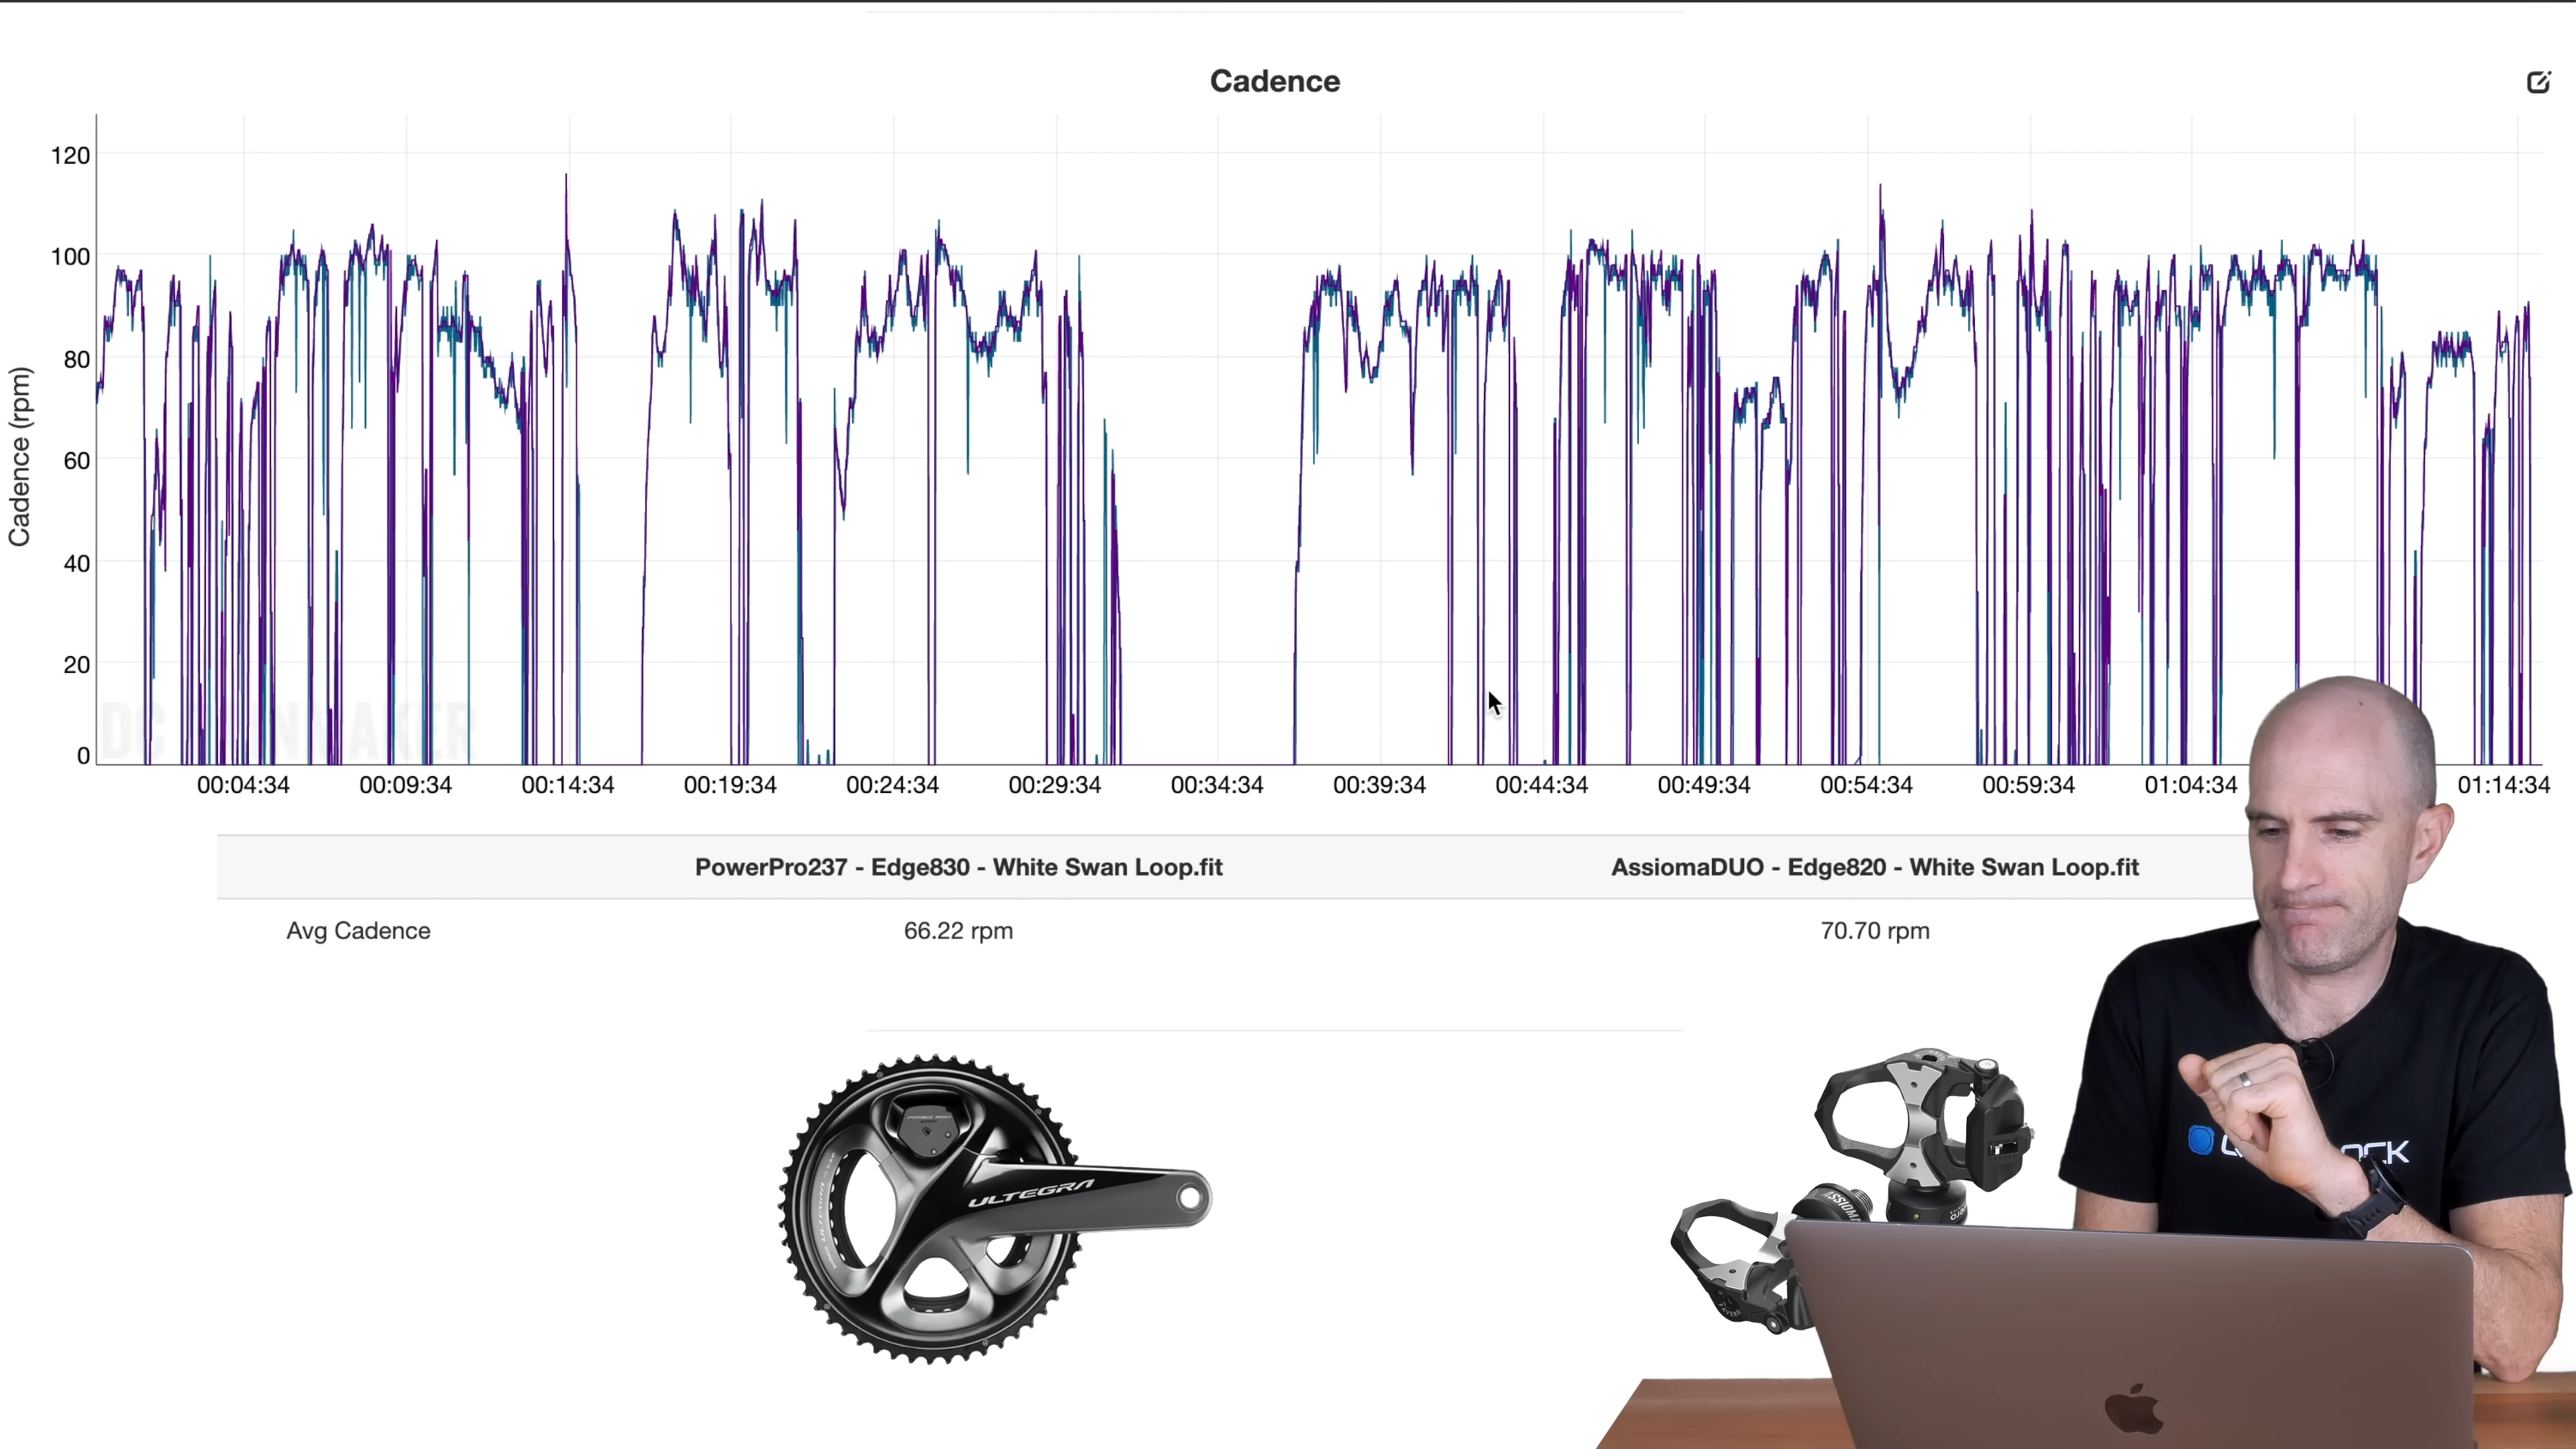 Cadence
120
100
80
60
40
20
0
Cadence (rpm)
00:04:34 00:09:34 00:14:34 00:19:34 00:24:34 00:29:34 00:34:34 00:39:34 00:44:34 00:49:34 00:54:34 00:59:34 01:04:34 01:14:34
PowerPro237 - Edge830 - White Swan Loop.fit AssiomaDUO - Edge820 - White Swan Loop.fit
Avg Cadence 66.22 rpm 70.70 rpm
ULTEGRA